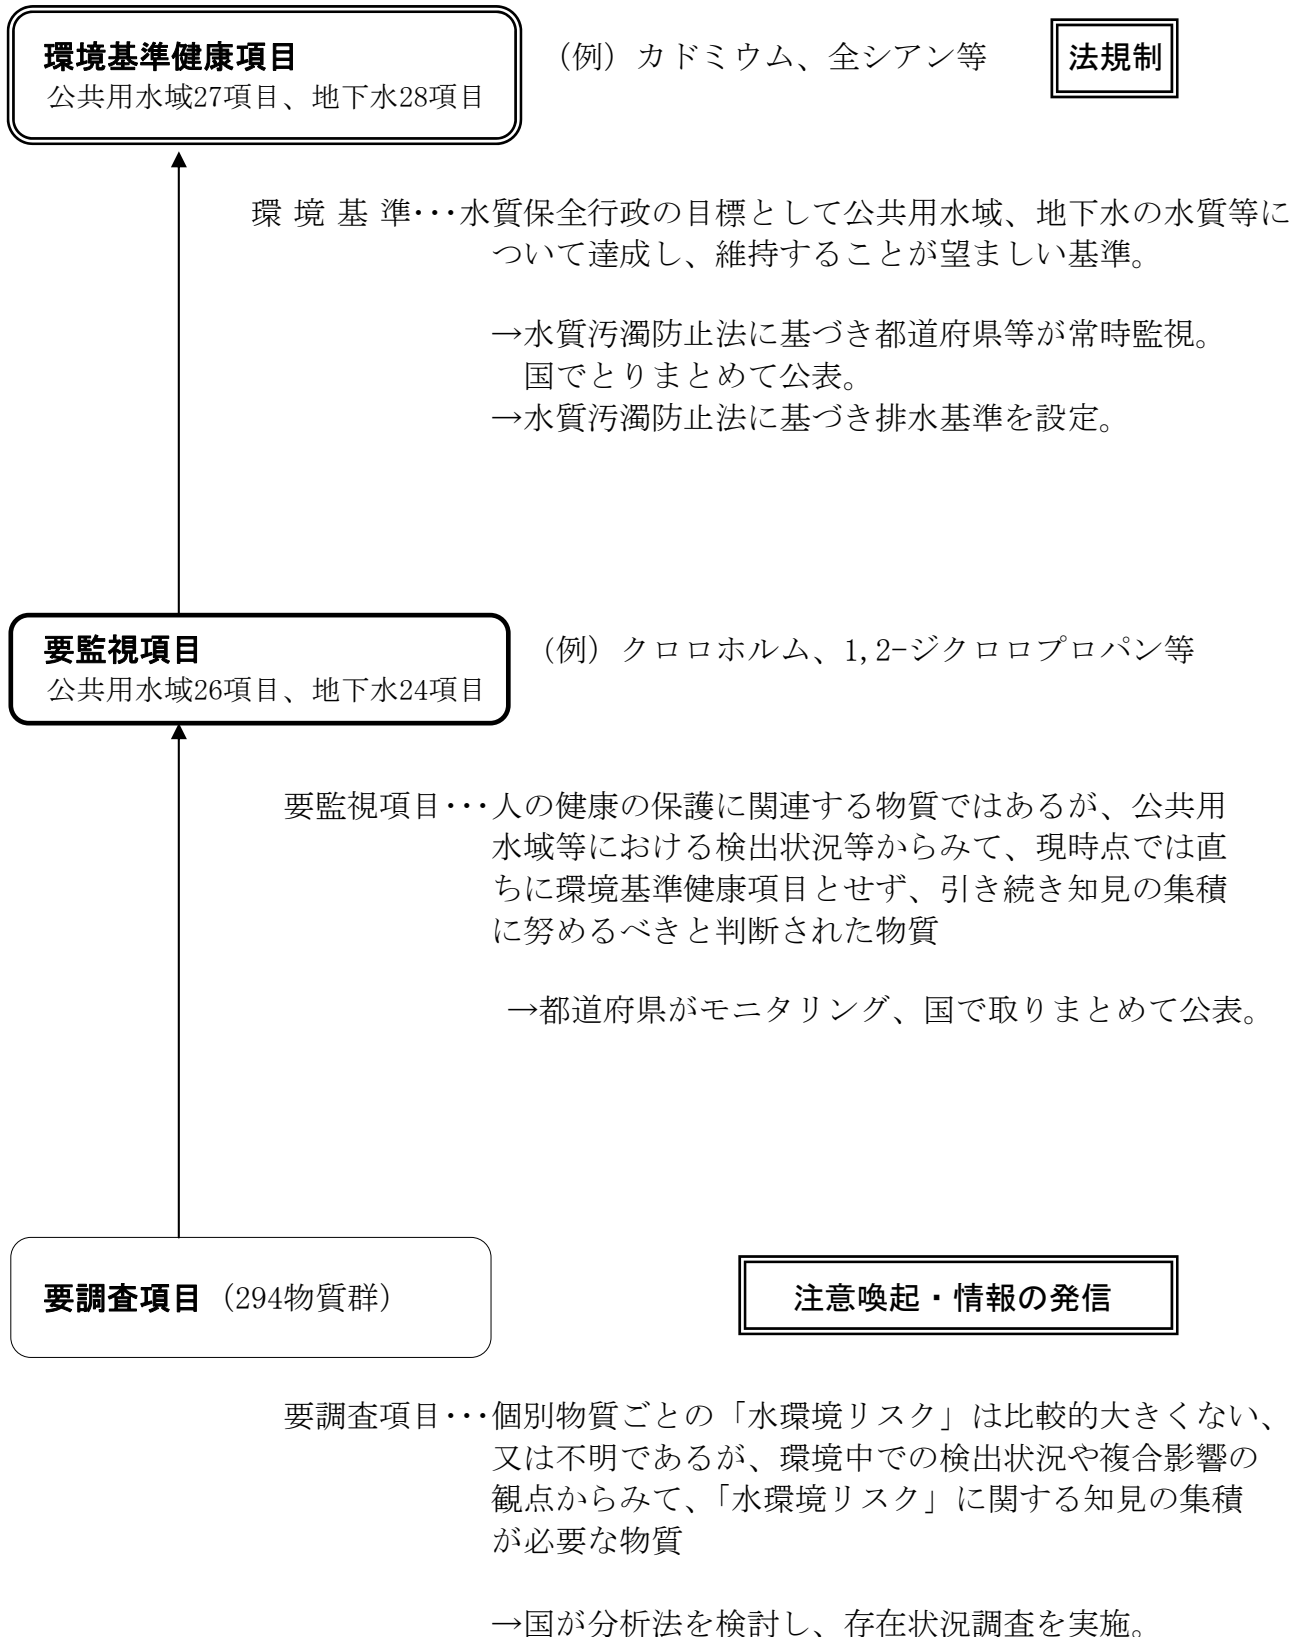 環境基準健康項目
公共用水域27項目、地下水28項目
（例）カドミウム、全シアン等
法規制
環 境 基 準･･･水質保全行政の目標として公共用水域、地下水の水質等に
ついて達成し、維持することが望ましい基準。
→水質汚濁防止法に基づき都道府県等が常時監視。
国でとりまとめて公表。
→水質汚濁防止法に基づき排水基準を設定。
要監視項目
公共用水域26項目、地下水24項目
（例）クロロホルム、1,2-ジクロロプロパン等
要監視項目･･･人の健康の保護に関連する物質ではあるが、公共用
水域等における検出状況等からみて、現時点では直
ちに環境基準健康項目とせず、引き続き知見の集積
に努めるべきと判断された物質
→都道府県がモニタリング、国で取りまとめて公表。
要調査項目（294物質群）
注意喚起・情報の発信
要調査項目･･･個別物質ごとの「水環境リスク」は比較的大きくない、
又は不明であるが、環境中での検出状況や複合影響の
観点からみて、「水環境リスク」に関する知見の集積
が必要な物質
→国が分析法を検討し、存在状況調査を実施。